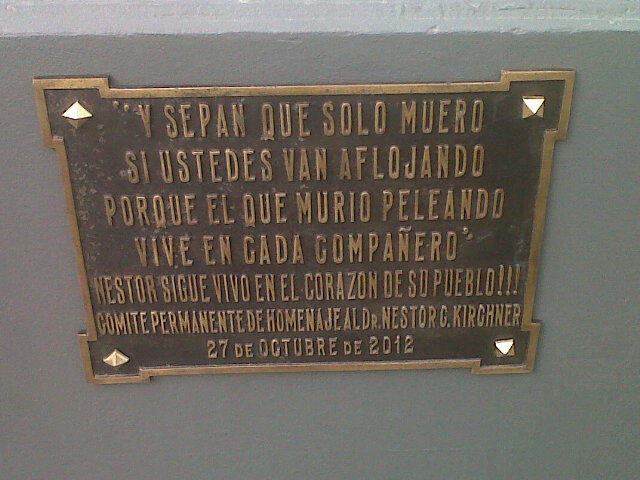 "Y SEPAN QUE SOLO MUERO
SI USTEDES VAN AFLOJANDO
PORQUE EL QUE MURIO PELEANDO
VIVE EN CADA COMPAÑERO"
NESTOR SIGUE VIVO EN EL CORAZON DE SU PUEBLO!!!
COMITE PERMANENTE DE HOMENAJE AL DR. NESTOR C. KIRCHNER
27 DE OCTUBRE DE 2012